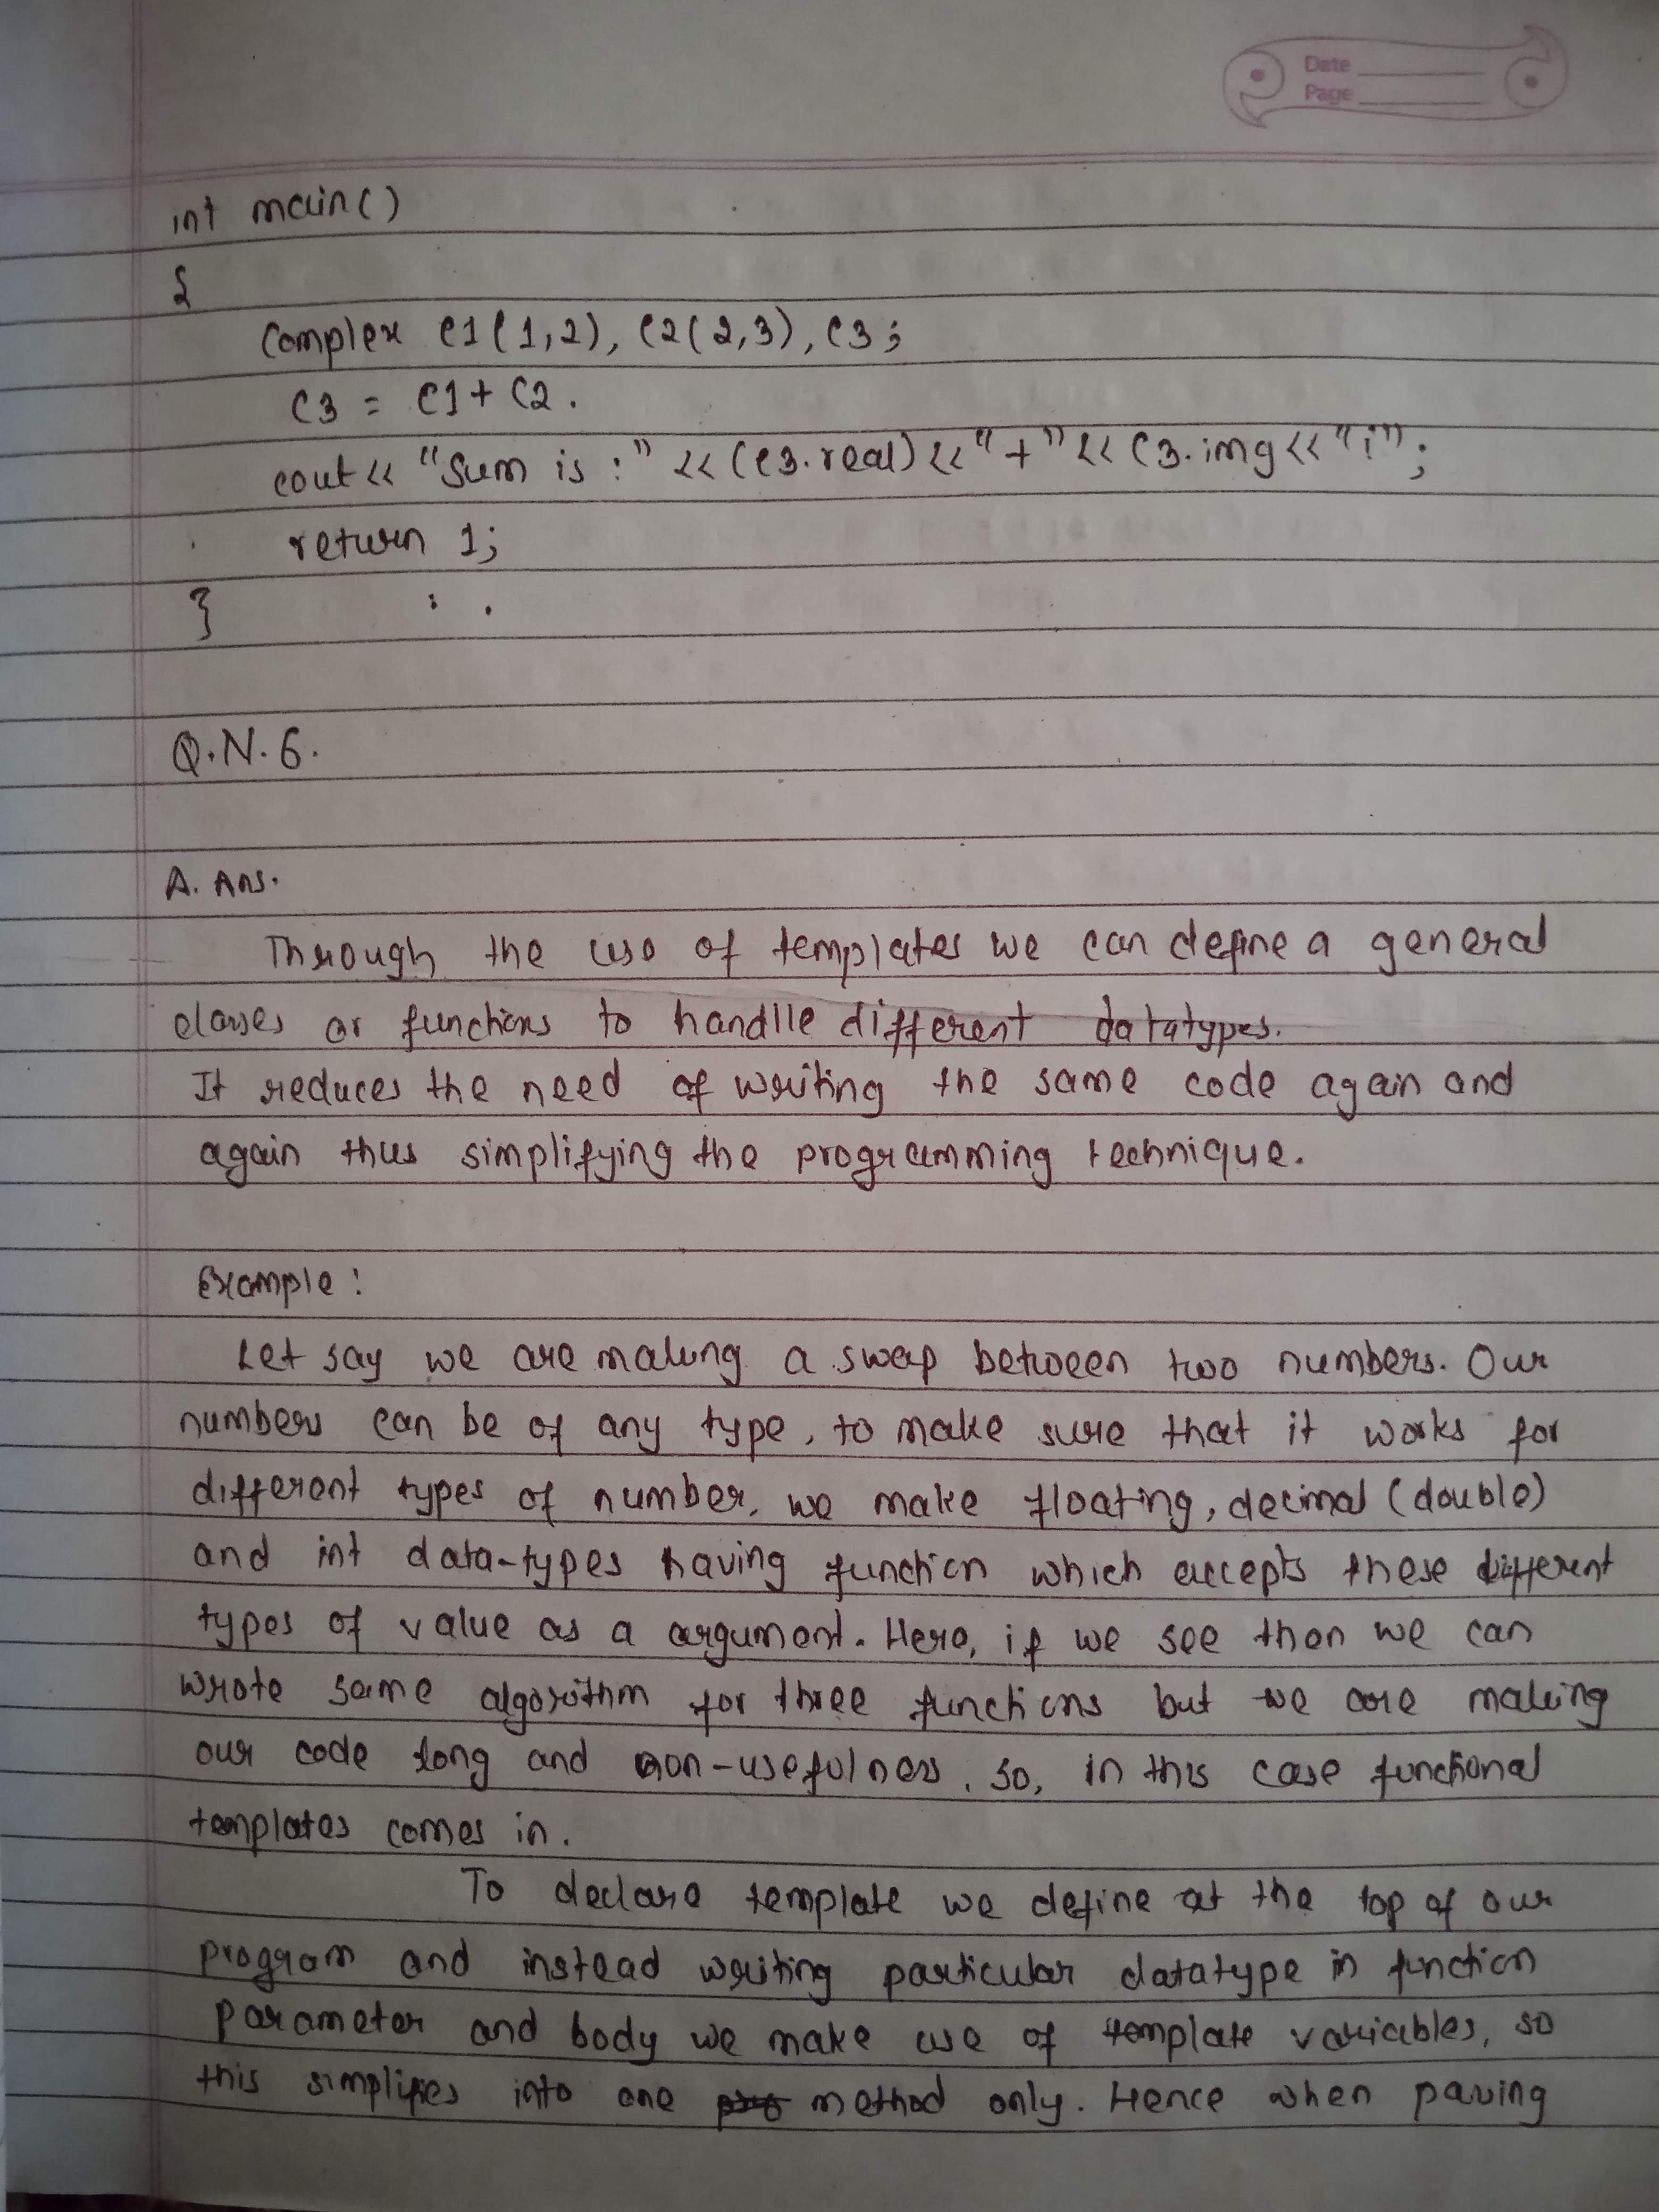 Date
Page
int main()
{
Complex C1(1,2), C2(2,3), C3;
C3 = C1 + C2.
cout << "Sum is :" << (C3.real) << "+" << C3.img << "i";
return 1;
}
Q.N. 6.
A. Ans.
Through the use of templates we can define a general
classes or functions to handlle different datatypes.
It reduces the need of writing the same code again and
again thus simplifying the programming technique.
Example :
Let say we are making a swap between two numbers. Our
numbers can be of any type, to make sure that it works for
different types of number, we make floating, decimal (double)
and int data-types having function which accepts these different
types of value as a argument. Here, if we see then we can
wrote same algorithm for three functions but we are making
our code long and non-usefulness. So, in this case functional
templates comes in.
To declare template we define at the top of our
program and instead writing particular datatype in function
parameter and body we make use of template variables, so
this simplifies into one method only. Hence when paving